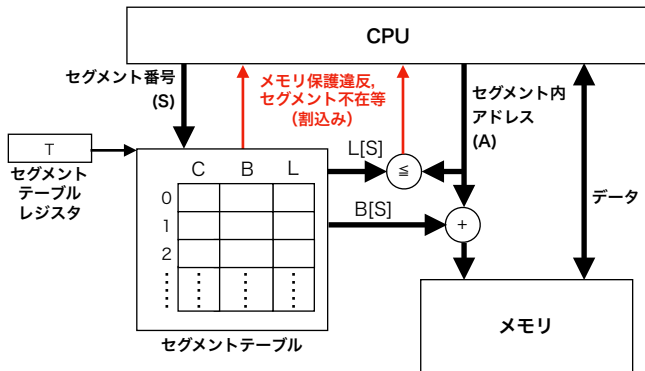 CPU
セグメント番号
(S)
メモリ保護違反,
セグメント不在等
（割込み）
セグメント内
アドレス
(A)
T
セグメント
テーブル
レジスタ
C B L
L[S]
≦
0
1
2
B[S]
+
データ
メモリ
セグメントテーブル